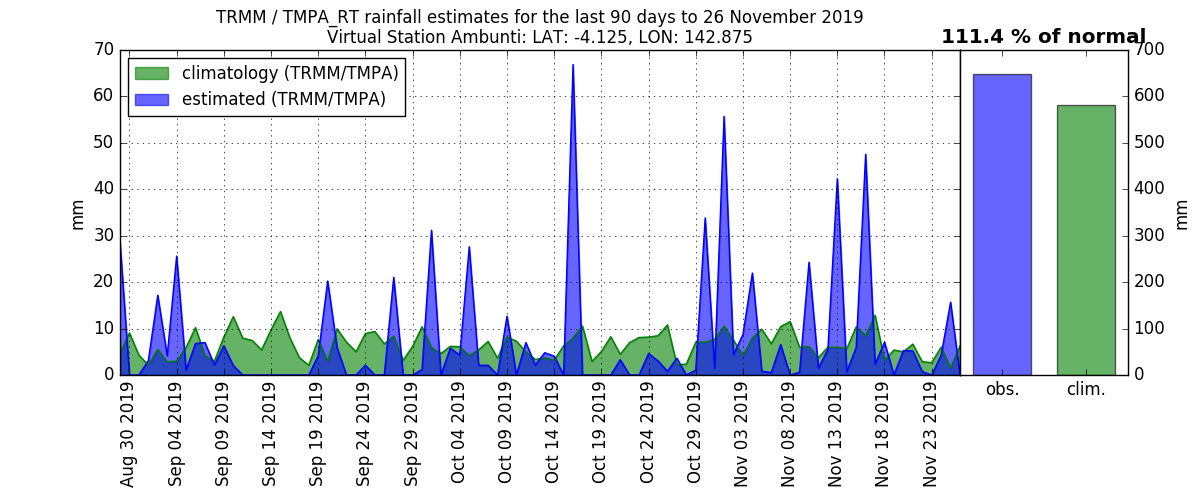 TRMM / TMPA_RT rainfall estimates for the last 90 days to 26 November 2019
Virtual Station Ambunti: LAT: -4.125, LON: 142.875
111.4 % of normal
climatology (TRMM/TMPA)
estimated (TRMM/TMPA)
70
60
50
40
30
20
10
0
mm
Aug 30 2019
Sep 04 2019
Sep 09 2019
Sep 14 2019
Sep 19 2019
Sep 24 2019
Sep 29 2019
Oct 04 2019
Oct 09 2019
Oct 14 2019
Oct 19 2019
Oct 24 2019
Oct 29 2019
Nov 03 2019
Nov 08 2019
Nov 13 2019
Nov 18 2019
Nov 23 2019
obs.
clim.
700
600
500
400
300
200
100
0
mm